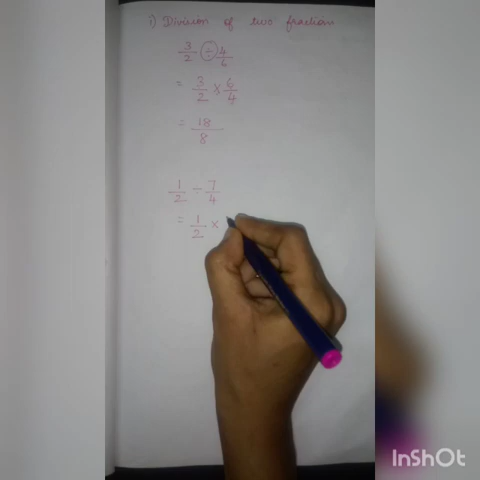 i) Division of two fraction
3/2 ÷ 4/6
= 3/2 × 6/4
= 18/8
1/2 ÷ 7/4
= 1/2 ×
InShOt